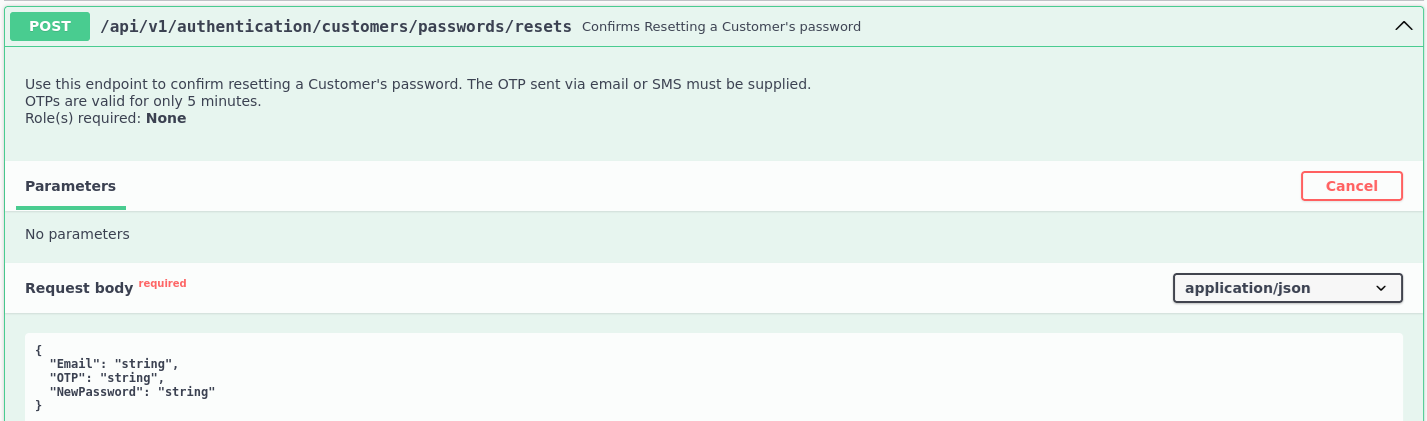 POST /api/v1/authentication/customers/passwords/resets Confirms Resetting a Customer's password
Use this endpoint to confirm resetting a Customer's password. The OTP sent via email or SMS must be supplied.
OTPs are valid for only 5 minutes.
Role(s) required: None
Parameters Cancel
No parameters
Request body required application/json
{
  "Email": "string",
  "OTP": "string",
  "NewPassword": "string"
}